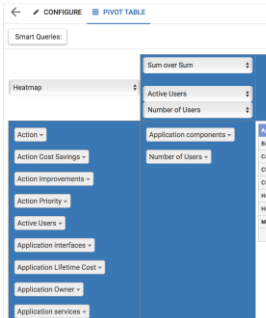 CONFIGURE PIVOT TABLE
Smart Queries:
Sum over Sum
Heatmap
Active Users
Number of Users
Action
Application components
Action Cost Savings
Number of Users
Action Improvements
Action Priority
Active Users
Application interfaces
Application Lifetime Cost
Application Owner
Application services